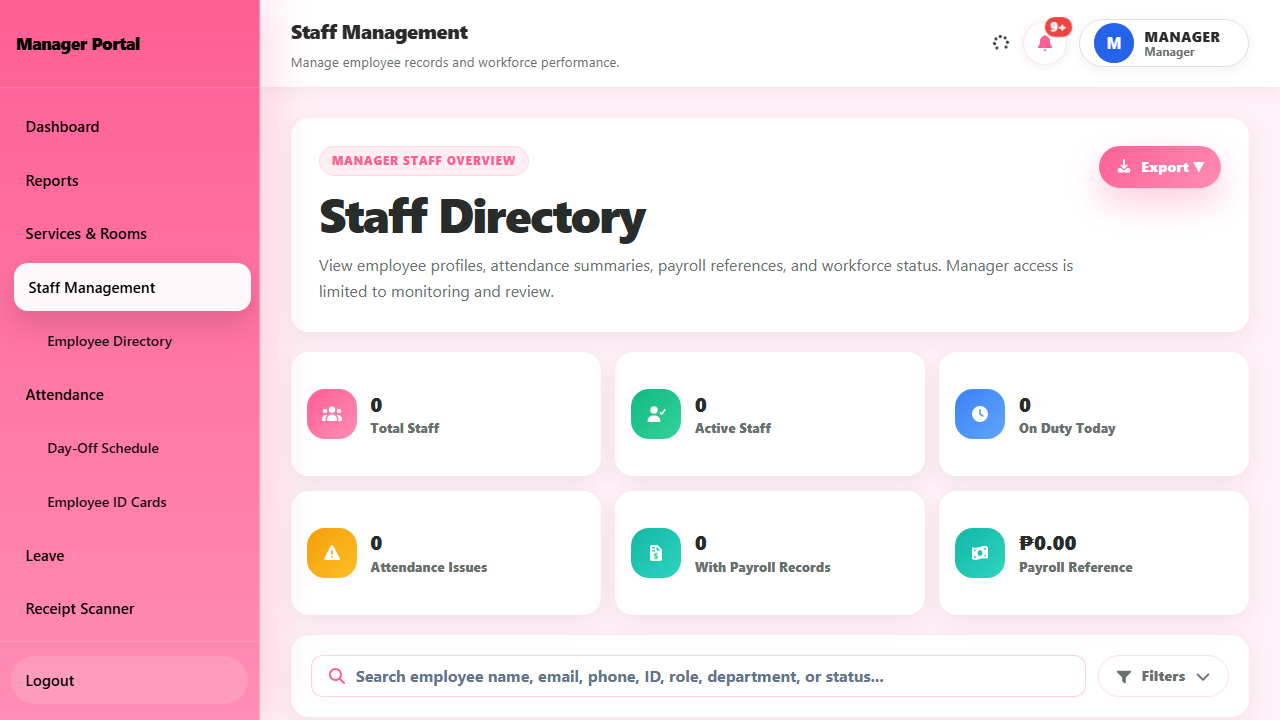 Manager Portal
Dashboard
Reports
Services & Rooms
Staff Management
Employee Directory
Attendance
Day-Off Schedule
Employee ID Cards
Leave
Receipt Scanner
Logout
Staff Management
Manage employee records and workforce performance.
9+
M
MANAGER
Manager
MANAGER STAFF OVERVIEW
Export ▼
Staff Directory
View employee profiles, attendance summaries, payroll references, and workforce status. Manager access is
limited to monitoring and review.
0
Total Staff
0
Active Staff
0
On Duty Today
0
Attendance Issues
0
With Payroll Records
₱0.00
Payroll Reference
Search employee name, email, phone, ID, role, department, or status...
Filters